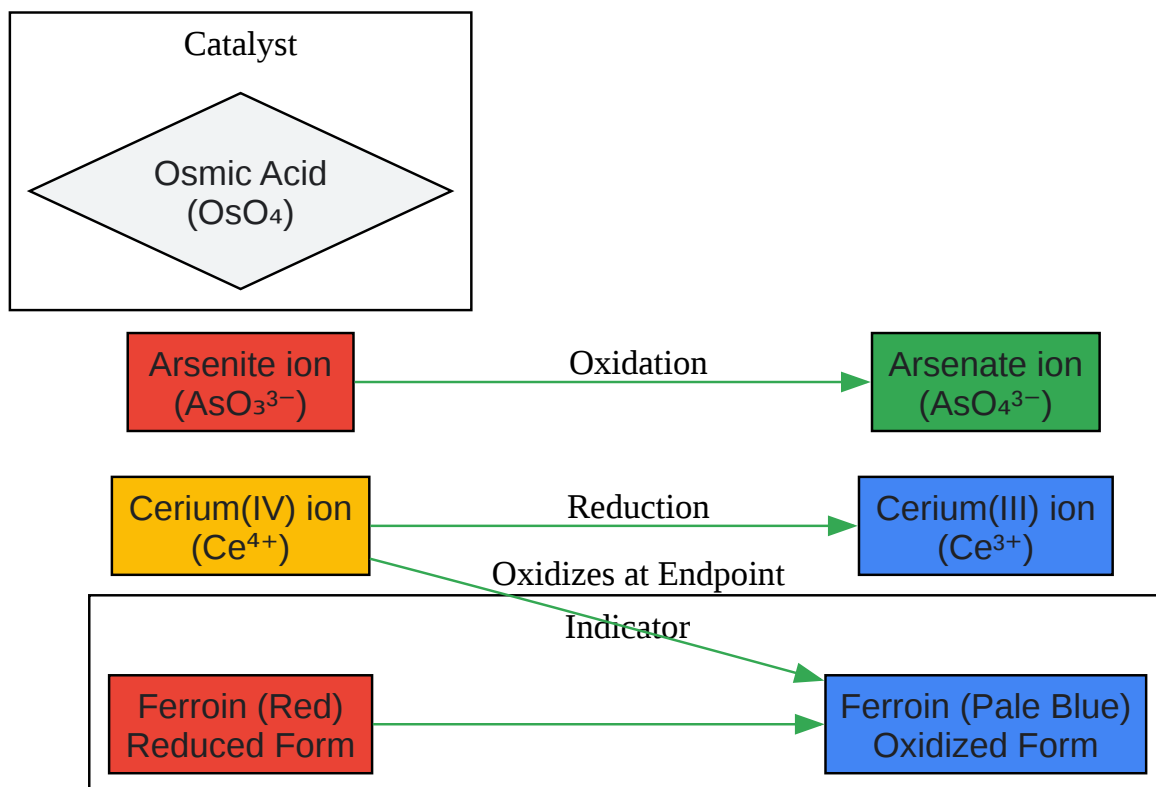 Catalyst
Osmic Acid
(OsO₄)
Arsenite ion
(AsO₃³⁻)
Oxidation
Arsenate ion
(AsO₄³⁻)
Cerium(IV) ion
(Ce⁴⁺)
Reduction
Cerium(III) ion
(Ce³⁺)
Oxidizes at Endpoint
Indicator
Ferroin (Red)
Reduced Form
Ferroin (Pale Blue)
Oxidized Form